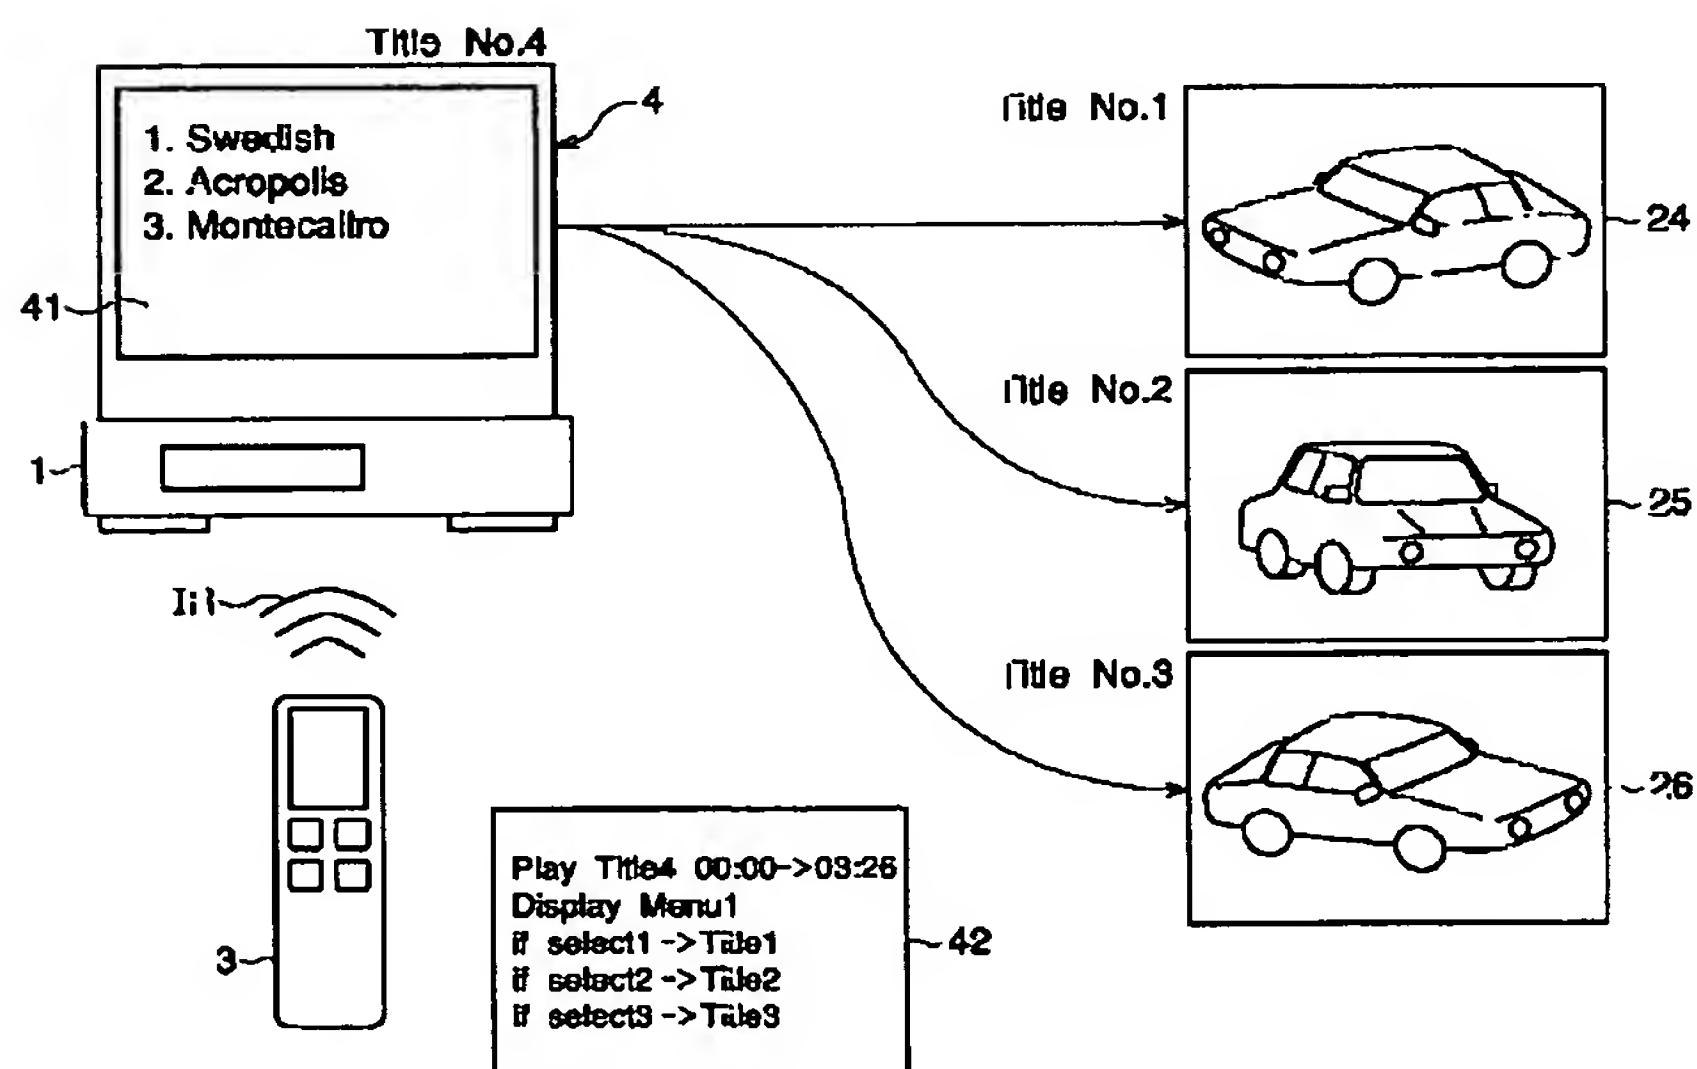 Title No.4
1. Swedish
2. Acropolis
3. Montecaltro
4
41
1
3
Title No.1
24
Title No.2
25
Title No.3
26
Play Title4 00:00->03:26
Display Menu1
if select1->Title1
if select2->Title2
if select3->Title3
42